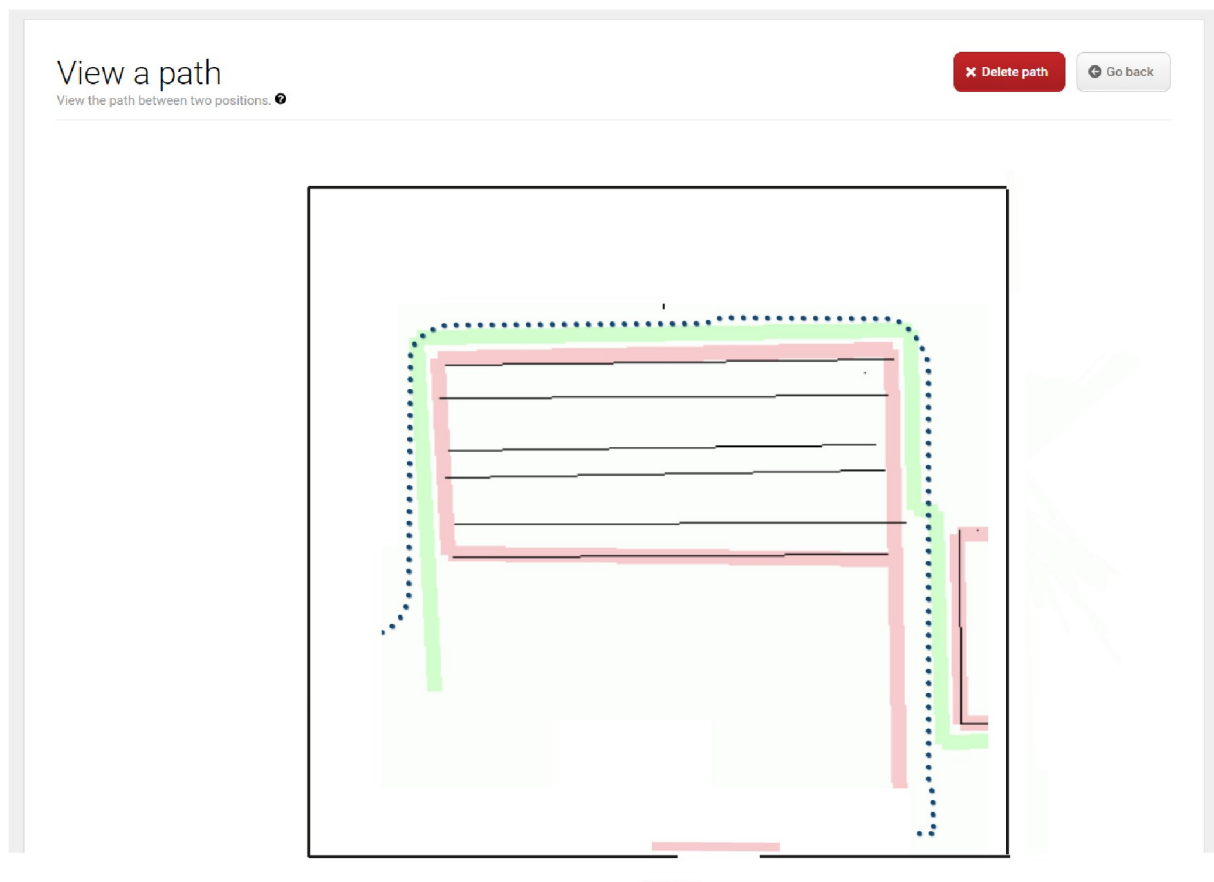 View a path
View the path between two positions.
Delete path
Go back